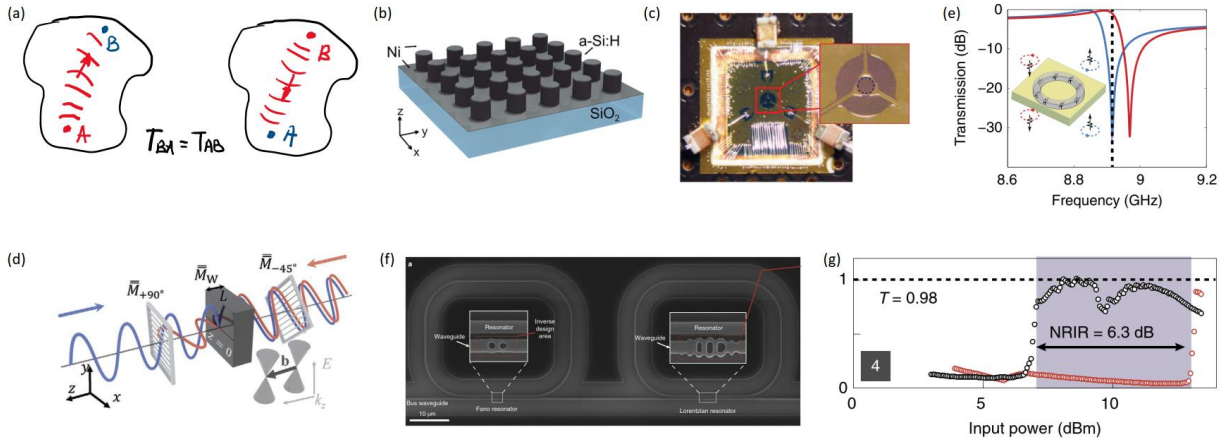 (a)
B
A
B
A
T_BA = T_AB
(b)
Ni
a-Si:H
SiO₂
z
y
x
(c)
(e)
Transmission (dB)
0
−10
−20
−30
8.6
8.8
9
9.2
Frequency (GHz)
(d)
M̿+90°
M̿W
L
z = 0
M̿−45°
b
E
k_z
y
z
x
(f)
a
Resonator
Inverse
design
area
Waveguide
Resonator
Waveguide
Bus waveguide
10 μm
Fano resonator
Lorentzian resonator
(g)
1
T = 0.98
NRIR = 6.3 dB
4
0
0
5
10
Input power (dBm)